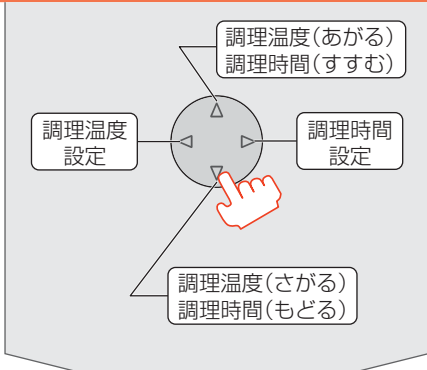 調理温度(あがる)
調理時間(すすむ)
調理温度
設定
調理時間
設定
調理温度(さがる)
調理時間(もどる)